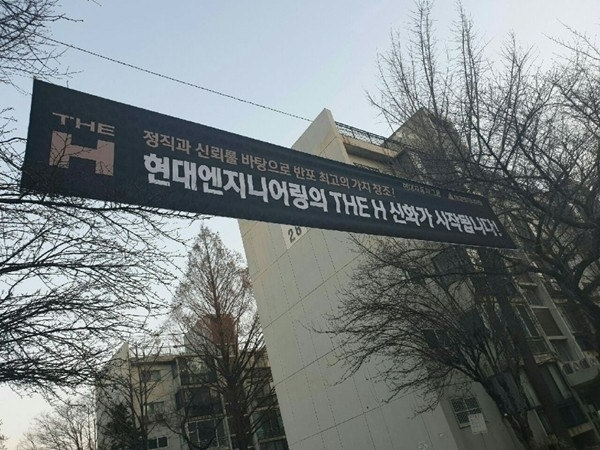 THE
H
정직과 신뢰를 바탕으로 반포 최고의 가치 창조!
현대엔지니어링의 THE H 신화가 시작됩니다!